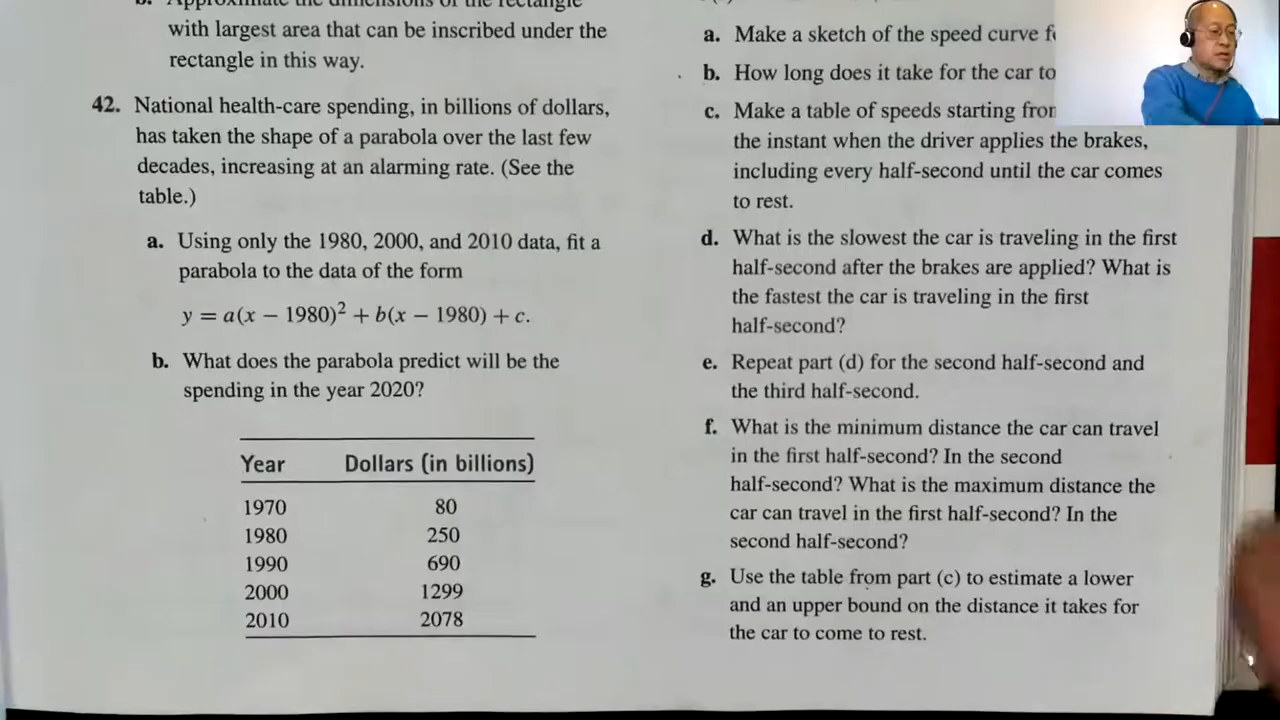 b. Approximate the dimensions of the rectangle
with largest area that can be inscribed under the
rectangle in this way.
42. National health-care spending, in billions of dollars,
has taken the shape of a parabola over the last few
decades, increasing at an alarming rate. (See the
table.)
a. Using only the 1980, 2000, and 2010 data, fit a
parabola to the data of the form
y = a(x − 1980)² + b(x − 1980) + c.
b. What does the parabola predict will be the
spending in the year 2020?
Year Dollars (in billions)
1970 80
1980 250
1990 690
2000 1299
2010 2078
a. Make a sketch of the speed curve
b. How long does it take for the car to
c. Make a table of speeds starting
the instant when the driver applies the brakes,
including every half-second until the car comes
to rest.
d. What is the slowest the car is traveling in the first
half-second after the brakes are applied? What is
the fastest the car is traveling in the first
half-second?
e. Repeat part (d) for the second half-second and
the third half-second.
f. What is the minimum distance the car can travel
in the first half-second? In the second
half-second? What is the maximum distance the
car can travel in the first half-second? In the
second half-second?
g. Use the table from part (c) to estimate a lower
and an upper bound on the distance it takes for
the car to come to rest.